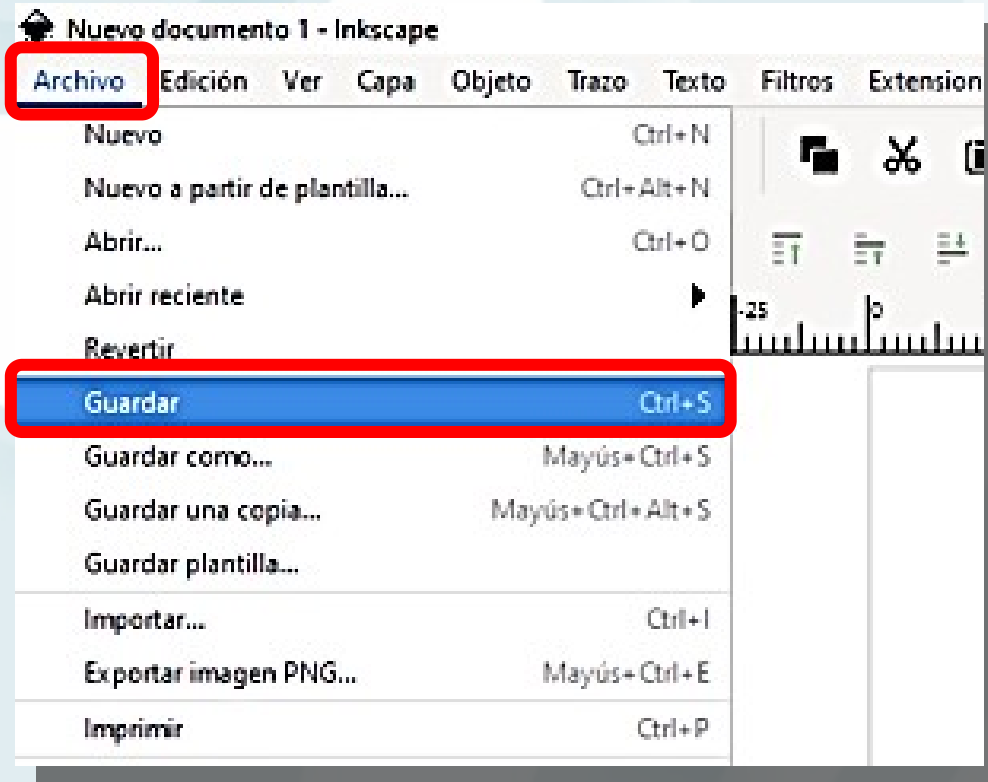 Nuevo documento 1 - Inkscape
Archivo Edición Ver Capa Objeto Trazo Texto Filtros Extension
Nuevo Ctrl+N
Nuevo a partir de plantilla... Ctrl+Alt+N
Abrir... Ctrl+O
Abrir reciente
Revertir
Guardar Ctrl+S
Guardar como... Mayús+Ctrl+S
Guardar una copia... Mayús+Ctrl+Alt+S
Guardar plantilla...
Importar... Ctrl+I
Exportar imagen PNG... Mayús+Ctrl+E
Imprimir Ctrl+P
-25 0